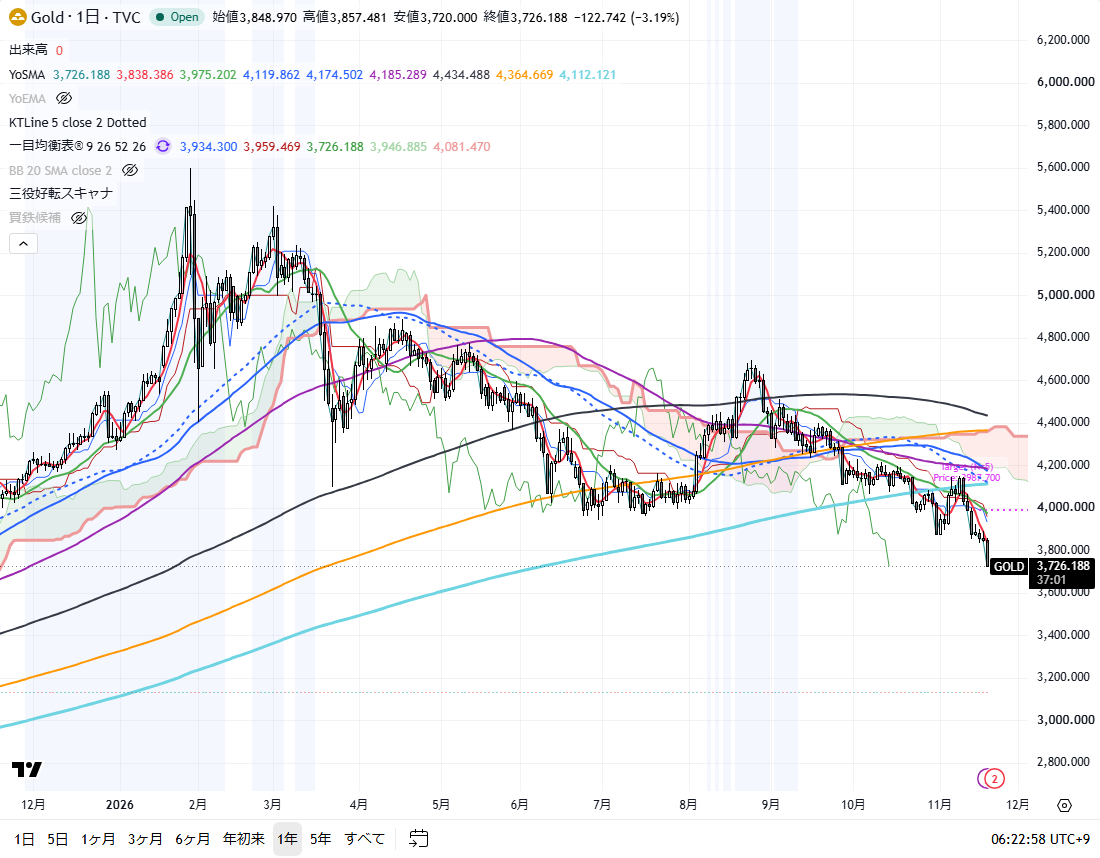 Gold · 1日 · TVC Open 始値3,848.970 高値3,857.481 安値3,720.000 終値3,726.188 −122.742 (−3.19%)
出来高 0
YoSMA 3,726.188 3,838.386 3,975.202 4,119.862 4,174.502 4,185.289 4,434.488 4,364.669 4,112.121
YoEMA
KTLine 5 close 2 Dotted
一目均衡表® 9 26 52 26 3,934.300 3,959.469 3,726.188 3,946.885 4,081.470
BB 20 SMA close 2
三役好転スキャナ
買鉄候補
6,200.000
6,000.000
5,800.000
5,600.000
5,400.000
5,200.000
5,000.000
4,800.000
4,600.000
4,400.000
4,200.000
4,000.000
3,800.000
GOLD 3,726.188
37:01
3,600.000
3,400.000
3,200.000
3,000.000
2,800.000
2
12月 2026 2月 3月 4月 5月 6月 7月 8月 9月 10月 11月 12月
1日 5日 1ヶ月 3ヶ月 6ヶ月 年初来 1年 5年 すべて 06:22:58 UTC+9